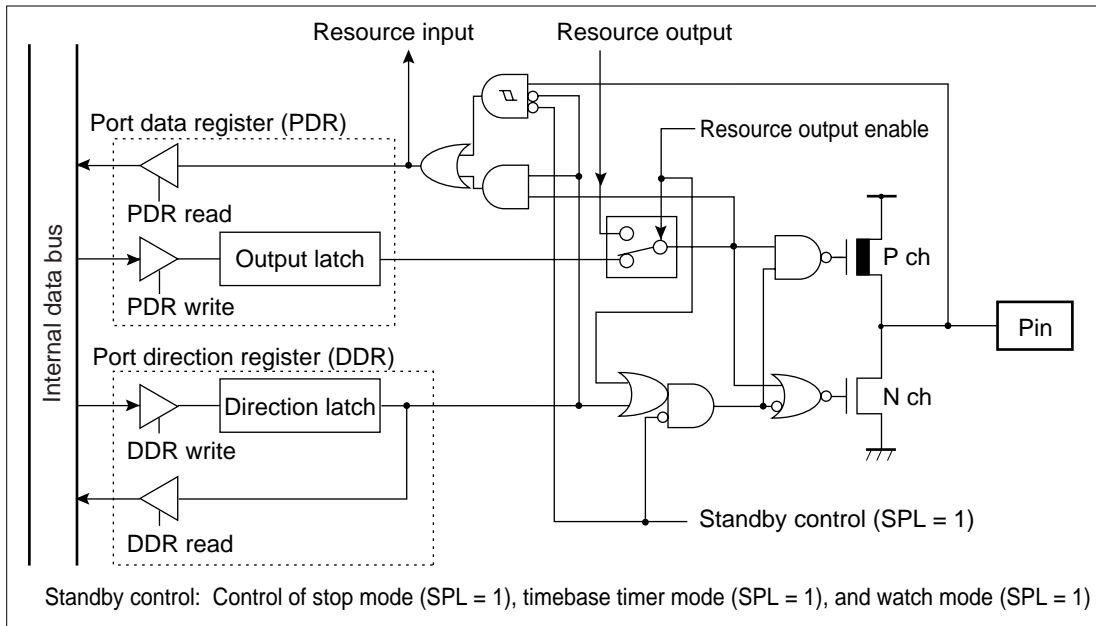 Resource input
Resource output
Port data register (PDR)
Resource output enable
PDR read
Output latch
P ch
PDR write
Internal data bus
Pin
Port direction register (DDR)
Direction latch
N ch
DDR write
Standby control (SPL = 1)
DDR read
Standby control: Control of stop mode (SPL = 1), timebase timer mode (SPL = 1), and watch mode (SPL = 1)